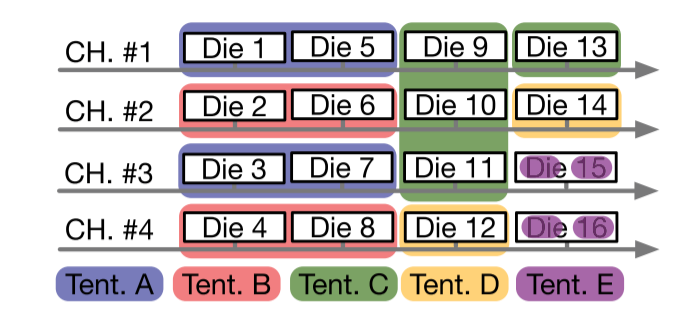 CH. #1 Die 1 Die 5 Die 9 Die 13
CH. #2 Die 2 Die 6 Die 10 Die 14
CH. #3 Die 3 Die 7 Die 11 Die 15
CH. #4 Die 4 Die 8 Die 12 Die 16
Tent. A Tent. B Tent. C Tent. D Tent. E